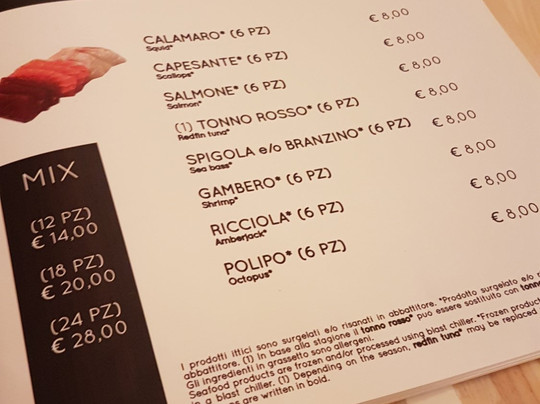 CALAMARO* (6 PZ) € 8,00
Squid*
CAPESANTE* (6 PZ) € 8,00
Scallops*
SALMONE* (6 PZ) € 8,00
Salmon*
(1) TONNO ROSSO* (6 PZ) € 8,00
Redfin tuna*
SPIGOLA e/o BRANZINO* (6 PZ) € 8,00
Sea bass*
GAMBERO* (6 PZ) € 8,00
Shrimp*
RICCIOLA* (6 PZ) € 8,00
Amberjack*
POLIPO* (6 PZ) € 8,00
Octopus*
MIX
(12 PZ)
€ 14,00
(18 PZ)
€ 20,00
(24 PZ)
€ 28,00
I prodotti ittici sono surgelati e/o risanati in abbattitore. *Prodotto surgelato e/o
abbattitore. (1) In base alla stagione il tonno rosso* puo essere sostituito con tonno
Gli ingredienti in grassetto sono allergeni.
Seafood products are frozen and/or processed using blast chiller. *Frozen product
in a blast chiller. (1) Depending on the season, redfin tuna* may be replaced
are written in bold.